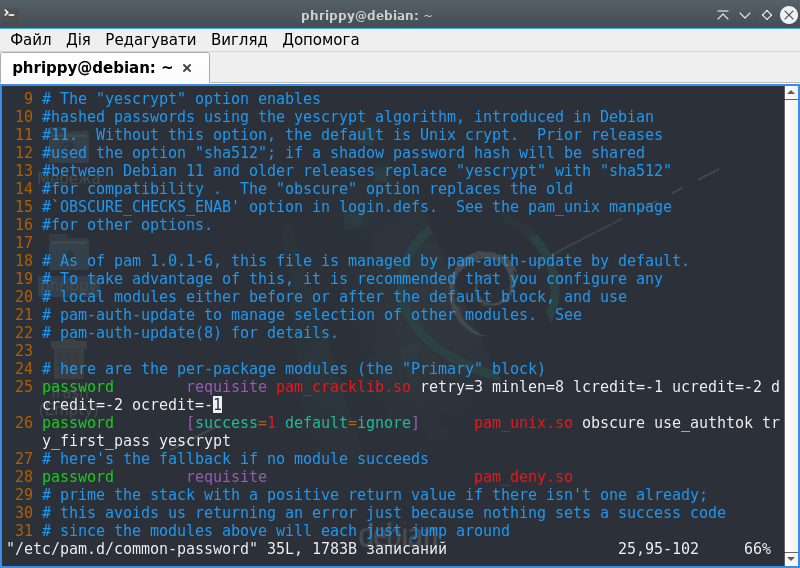 phrippy@debian: ~
Файл Дія Редагувати Вигляд Допомога
phrippy@debian: ~ ×
9 # The "yescrypt" option enables
10 #hashed passwords using the yescrypt algorithm, introduced in Debian
11 #11.  Without this option, the default is Unix crypt.  Prior releases
12 #used the option "sha512"; if a shadow password hash will be shared
13 #between Debian 11 and older releases replace "yescrypt" with "sha512"
14 #for compatibility .  The "obscure" option replaces the old
15 #`OBSCURE_CHECKS_ENAB' option in login.defs.  See the pam_unix manpage
16 #for other options.
17
18 # As of pam 1.0.1-6, this file is managed by pam-auth-update by default.
19 # To take advantage of this, it is recommended that you configure any
20 # local modules either before or after the default block, and use
21 # pam-auth-update to manage selection of other modules.  See
22 # pam-auth-update(8) for details.
23
24 # here are the per-package modules (the "Primary" block)
25 password        requisite pam_cracklib.so retry=3 minlen=8 lcredit=-1 ucredit=-2 d
credit=-2 ocredit=-1
26 password        [success=1 default=ignore]      pam_unix.so obscure use_authtok tr
y_first_pass yescrypt
27 # here's the fallback if no module succeeds
28 password        requisite                       pam_deny.so
29 # prime the stack with a positive return value if there isn't one already;
30 # this avoids us returning an error just because nothing sets a success code
31 # since the modules above will each just jump around
"/etc/pam.d/common-password" 35L, 1783B записаний 25,95-102 66%